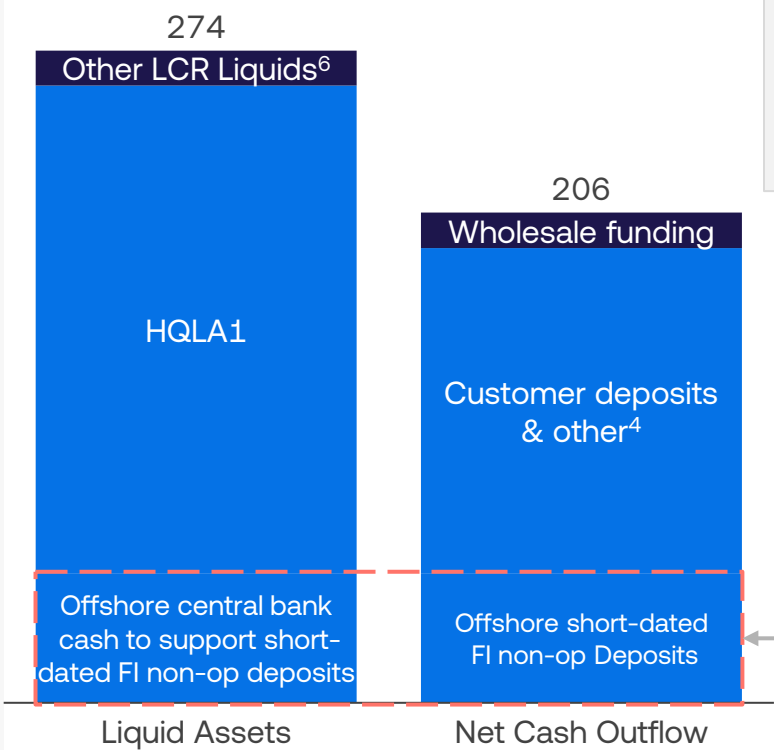 274
Other LCR Liquids⁶
HQLA1
Offshore central bank
cash to support short-
dated FI non-op deposits
Liquid Assets
206
Wholesale funding
Customer deposits
& other⁴
Offshore short-dated
FI non-op Deposits
Net Cash Outflow